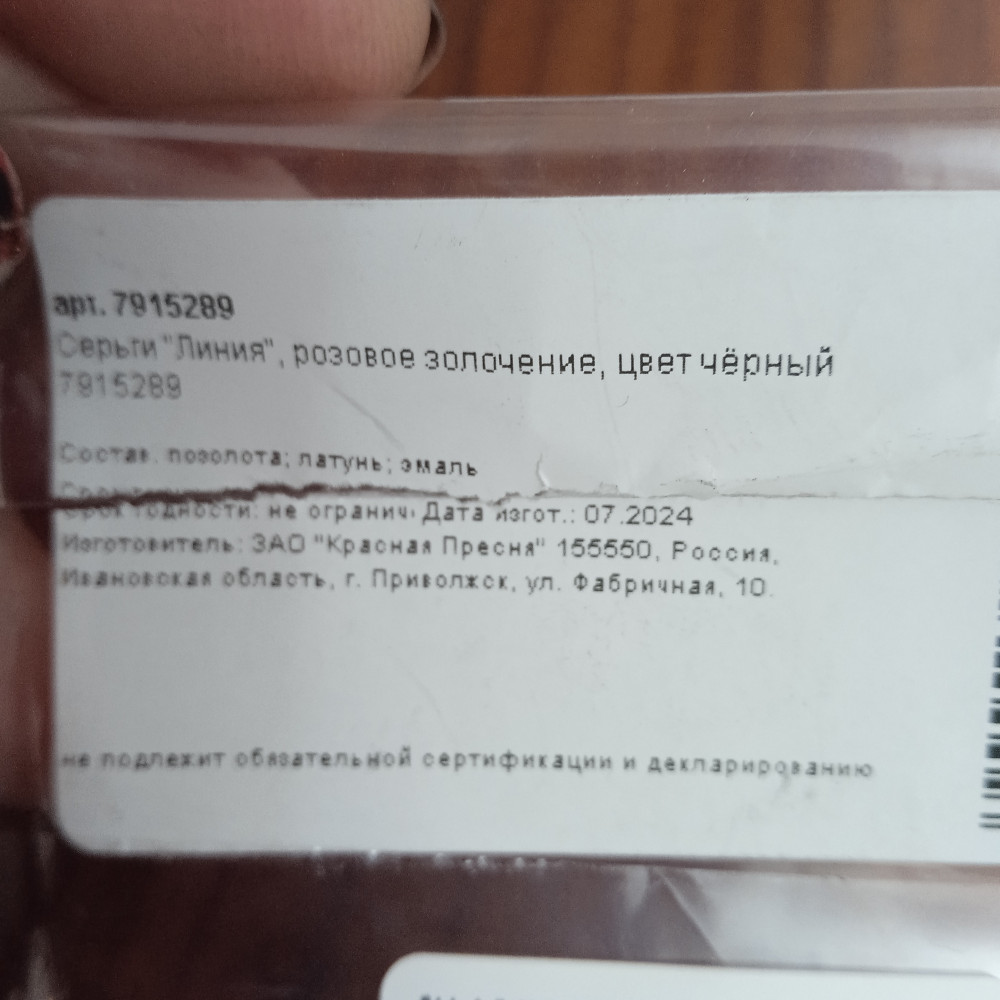 арт. 7915289
Серьги "Линия", розовое золочение, цвет чёрный
7915289
Состав: позолота; латунь; эмаль
Срок годности: не огранич Дата изгот.: 07.2024
Изготовитель: ЗАО "Красная Пресня" 155550, Россия,
Ивановская область, г. Приволжск, ул. Фабричная, 10.
не подлежит обязательной сертификации и декларированию